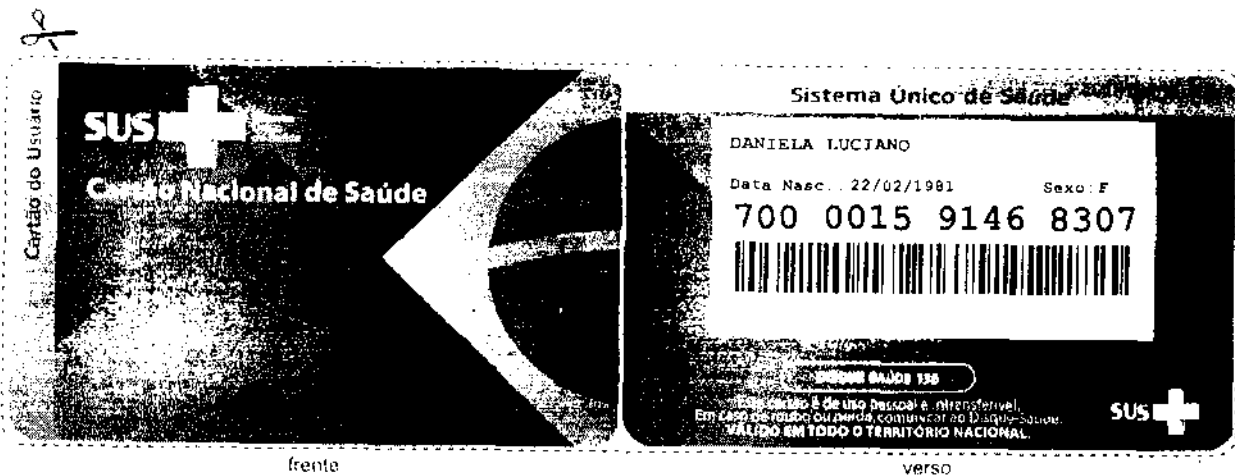 Cartão do Usuário
SUS
Cartão Nacional de Saúde
frente
Sistema Único de Saúde
DANIELA LUCIANO
Data Nasc.: 22/02/1981 Sexo: F
700 0015 9146 8307
DISQUE SAÚDE 136
Este cartão é de uso pessoal e intransferível.
Em caso de roubo ou perda, comunicar ao Disque-Saúde.
VÁLIDO EM TODO O TERRITÓRIO NACIONAL.
SUS
verso